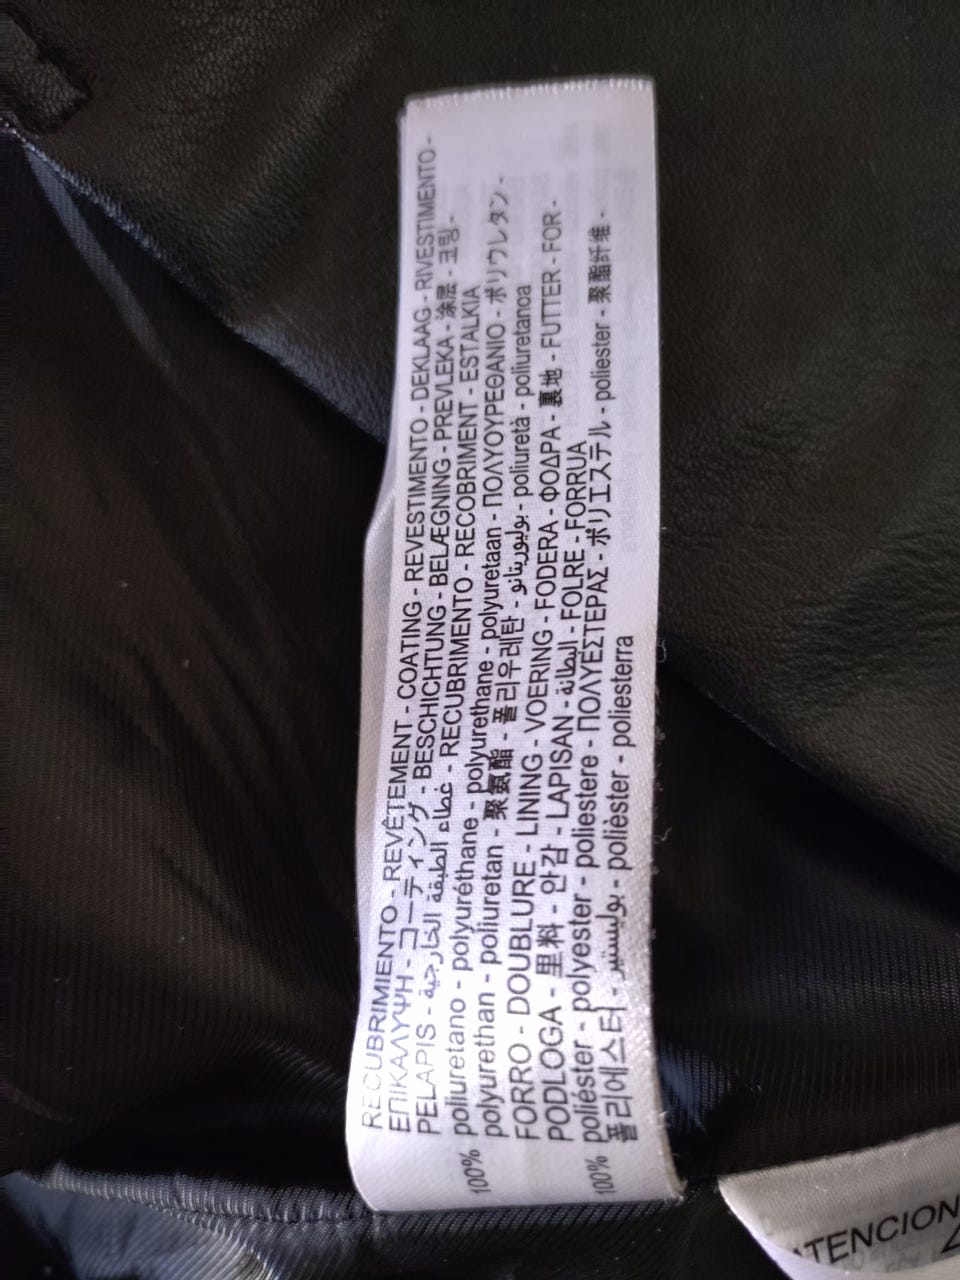 RECUBRIMIENTO - REVÊTEMENT - COATING - REVESTIMENTO - DEKLAAG - RIVESTIMENTO -
ΕΠΙΚΑΛΥΨΗ - コーティング - BESCHICHTUNG - BELÆGNING - PREVLEKA - 涂层 - 코팅 -
PELAPIS - غطاء الطبقة الخارجية - RECUBRIMENTO - RECOBRIMENT - ESTALKIA
100% poliuretano - polyuréthane - polyurethane - polyuretaan - ΠΟΛΥΟΥΡΕΘΑΝΙΟ - ポリウレタン -
polyurethan - poliuretan - 聚氨酯 - 폴리우레탄 - بوليوريتانو - poliuretà - poliuretanoa
FORRO - DOUBLURE - LINING - VOERING - FODERA - ΦΟΔΡΑ - 裏地 - FUTTER - FOR -
PODLOGA - 里料 - 안감 - LAPISAN - البطانة - FOLRE - FORRUA
100% poliéster - polyester - poliestere - ΠΟΛΥΕΣΤΕΡΑΣ - ポリエステル - poliester - 聚酯纤维 -
폴리에스터 - بوليستير - polièster - poliesterra
ATENCION